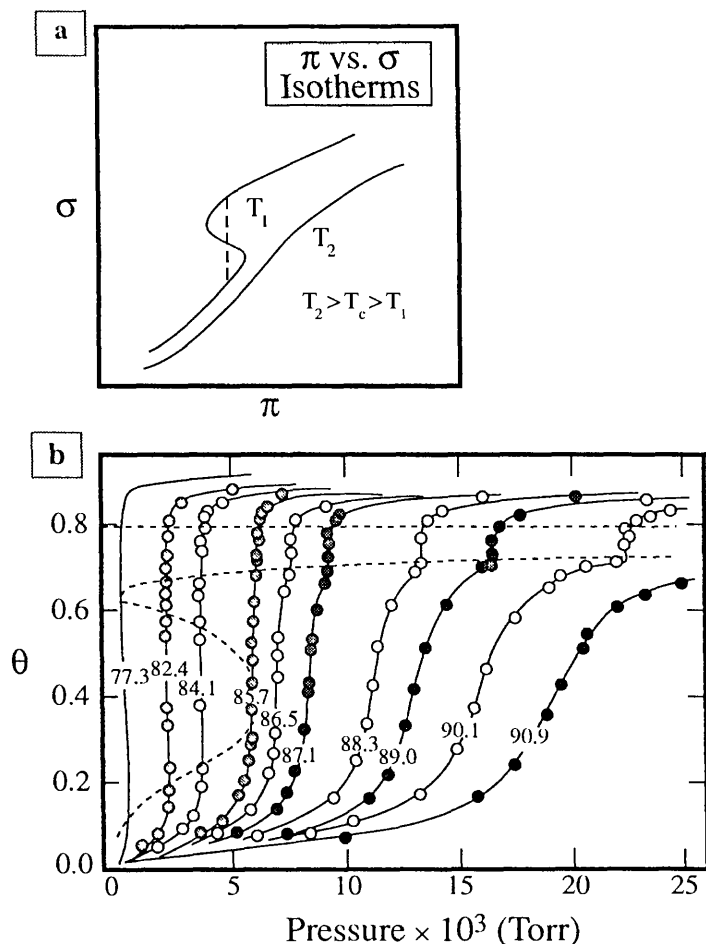 a
π vs. σ
Isotherms
σ
T₁
T₂
T₂ > T_c > T₁
π
b
0.8
0.6
θ
0.4
0.2
0.0
77.3
82.4
84.1
85.7
86.5
87.1
88.3
89.0
90.1
90.9
0 5 10 15 20 25
Pressure × 10³ (Torr)